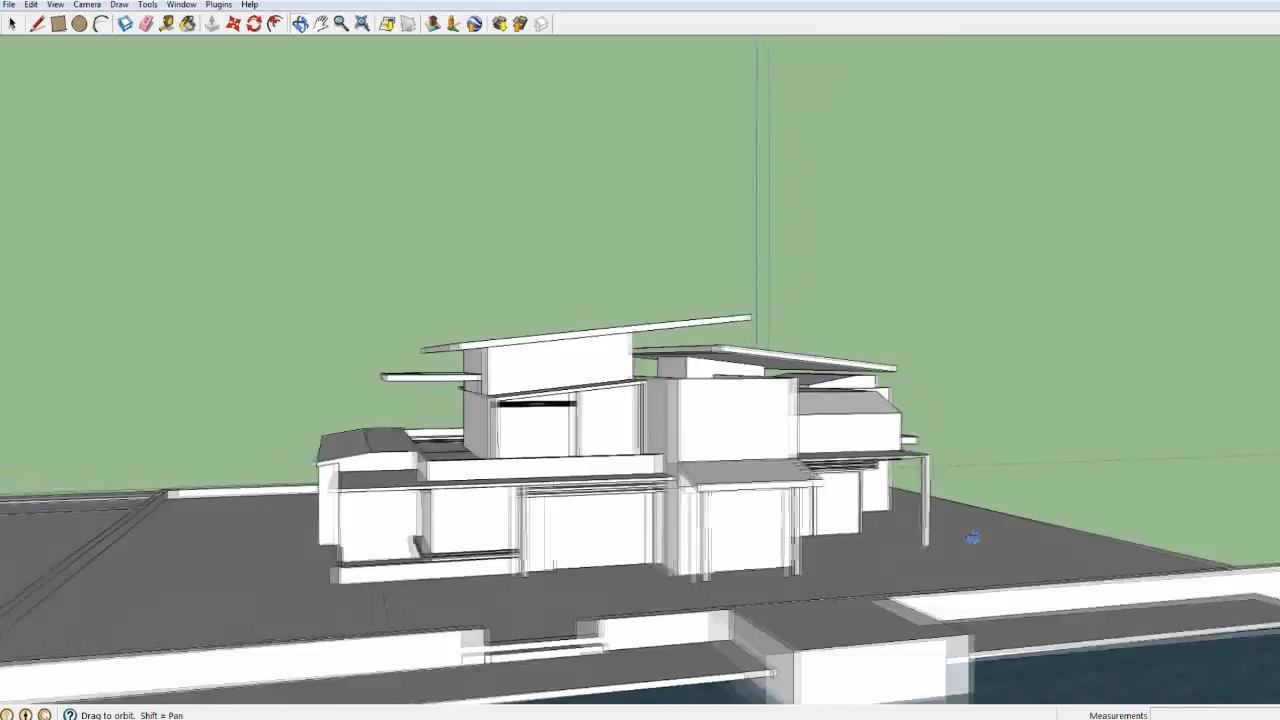 File Edit View Camera Draw Tools Window Plugins Help
Drag to orbit. Shift = Pan
Measurements